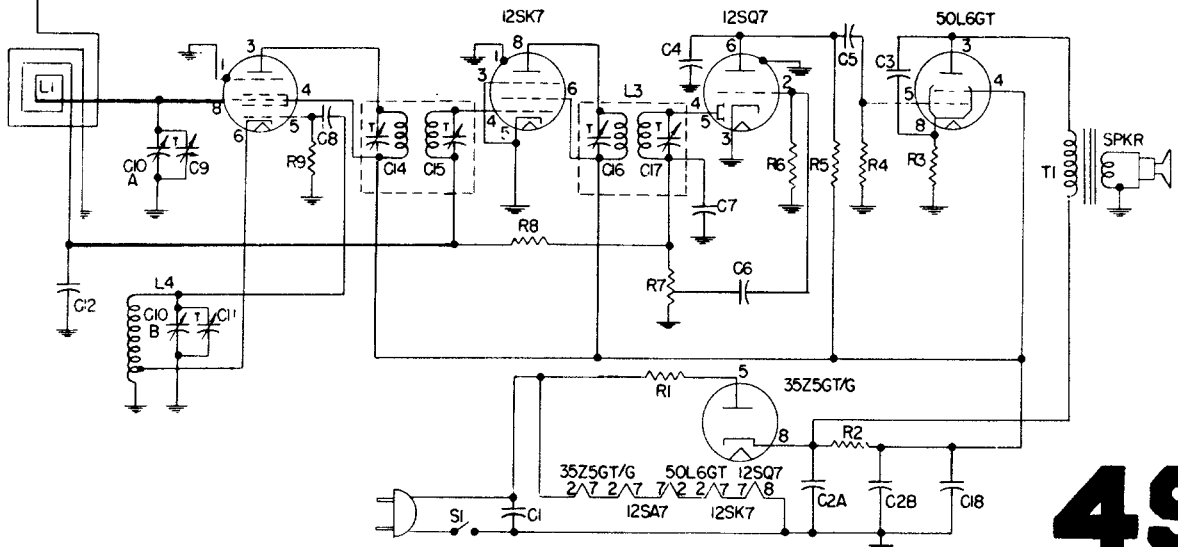 12SK7 12SQ7 50L6GT
3 8 6 3
C4 C5 C3
1 1
L1 4 3 6 L3 2 5 4
8 4 4 5 8
6 5 C8 5 3
T T T T T SPKR
C10 A C9 R9 C14 C15 C16 C17 R6 R5 R4 R3 T1
C7
R8
L4 R7 C6
C12 C10 B T C11
5 35Z5GT/G
R1
8 R2
35Z5GT/G 50L6GT 12SQ7
2 7 2 7 7 2 2 7 7 8 C2A C2B C18
S1 C1 12SA7 12SK7
49